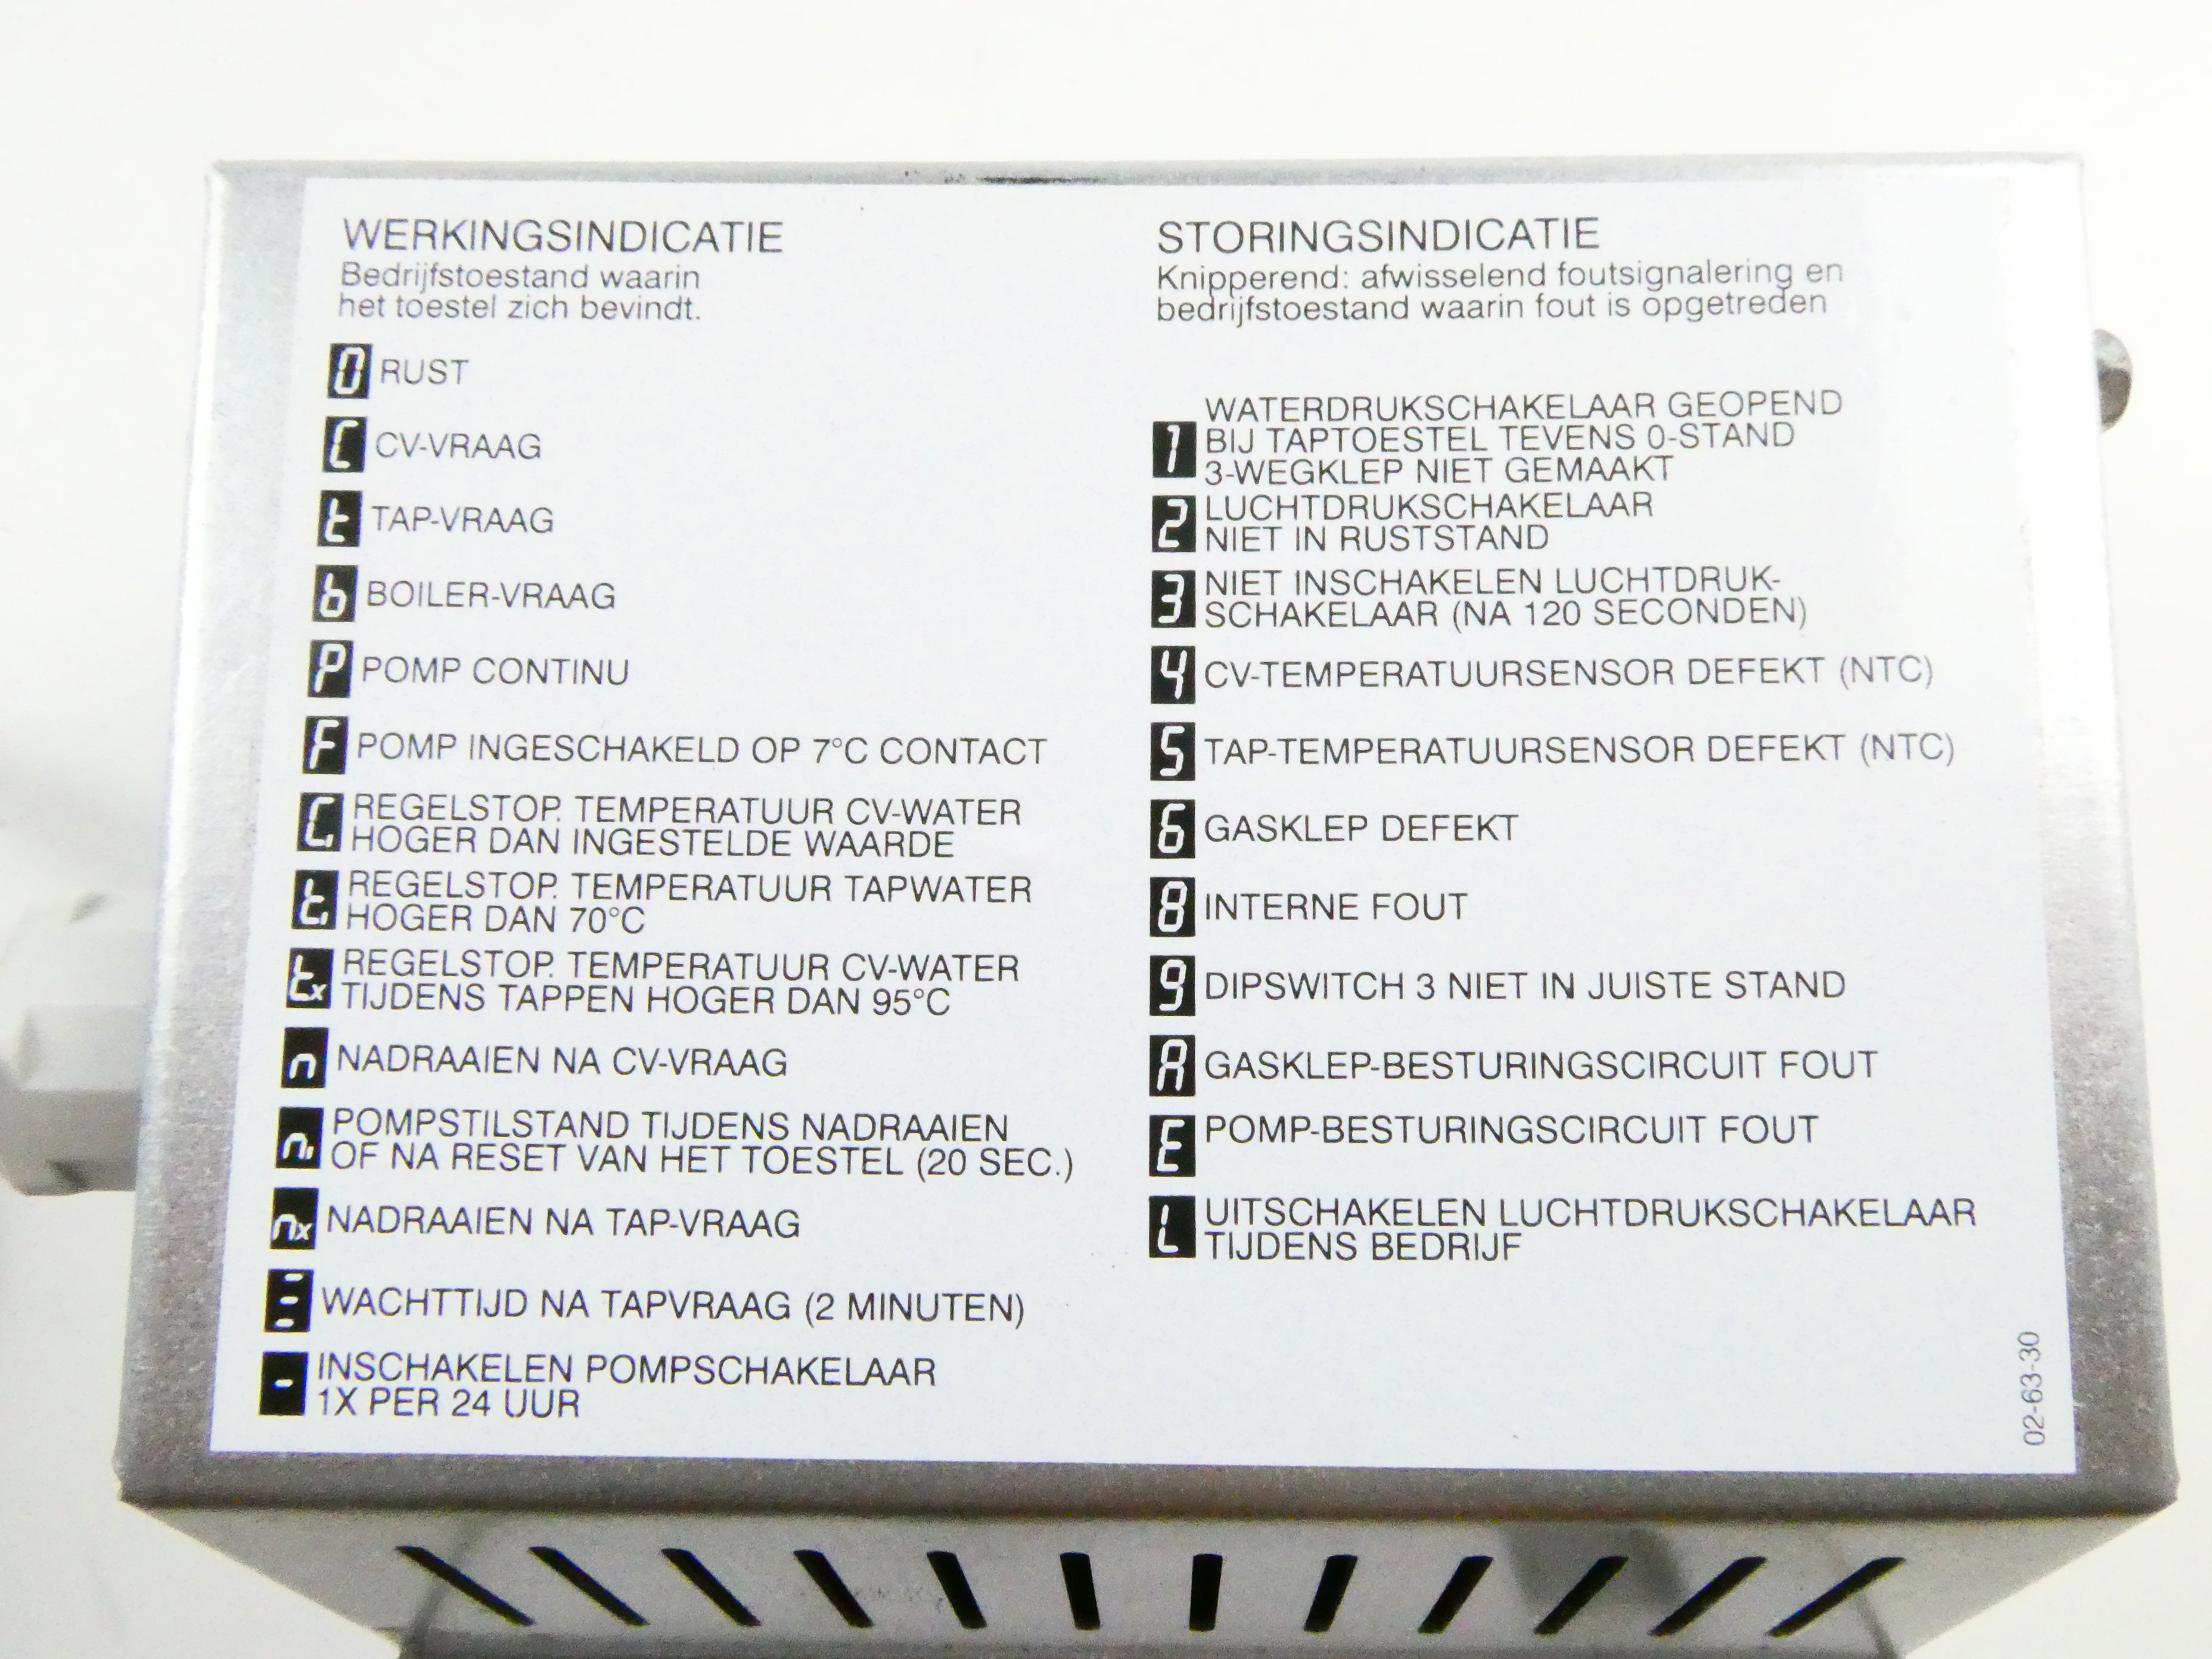 WERKINGSINDICATIE
Bedrijfstoestand waarin
het toestel zich bevindt.
0 RUST
C CV-VRAAG
t TAP-VRAAG
b BOILER-VRAAG
P POMP CONTINU
F POMP INGESCHAKELD OP 7°C CONTACT
C. REGELSTOP. TEMPERATUUR CV-WATER
HOGER DAN INGESTELDE WAARDE
t. REGELSTOP. TEMPERATUUR TAPWATER
HOGER DAN 70°C
tx REGELSTOP. TEMPERATUUR CV-WATER
TIJDENS TAPPEN HOGER DAN 95°C
n NADRAAIEN NA CV-VRAAG
n. POMPSTILSTAND TIJDENS NADRAAIEN
OF NA RESET VAN HET TOESTEL (20 SEC.)
nx NADRAAIEN NA TAP-VRAAG
WACHTTIJD NA TAPVRAAG (2 MINUTEN)
- INSCHAKELEN POMPSCHAKELAAR
1X PER 24 UUR
STORINGSINDICATIE
Knipperend: afwisselend foutsignalering en
bedrijfstoestand waarin fout is opgetreden
WATERDRUKSCHAKELAAR GEOPEND
1 BIJ TAPTOESTEL TEVENS 0-STAND
3-WEGKLEP NIET GEMAAKT
2 LUCHTDRUKSCHAKELAAR
NIET IN RUSTSTAND
3 NIET INSCHAKELEN LUCHTDRUK-
SCHAKELAAR (NA 120 SECONDEN)
4 CV-TEMPERATUURSENSOR DEFEKT (NTC)
5 TAP-TEMPERATUURSENSOR DEFEKT (NTC)
6 GASKLEP DEFEKT
8 INTERNE FOUT
9 DIPSWITCH 3 NIET IN JUISTE STAND
A GASKLEP-BESTURINGSCIRCUIT FOUT
E POMP-BESTURINGSCIRCUIT FOUT
L UITSCHAKELEN LUCHTDRUKSCHAKELAAR
TIJDENS BEDRIJF
02-63-30